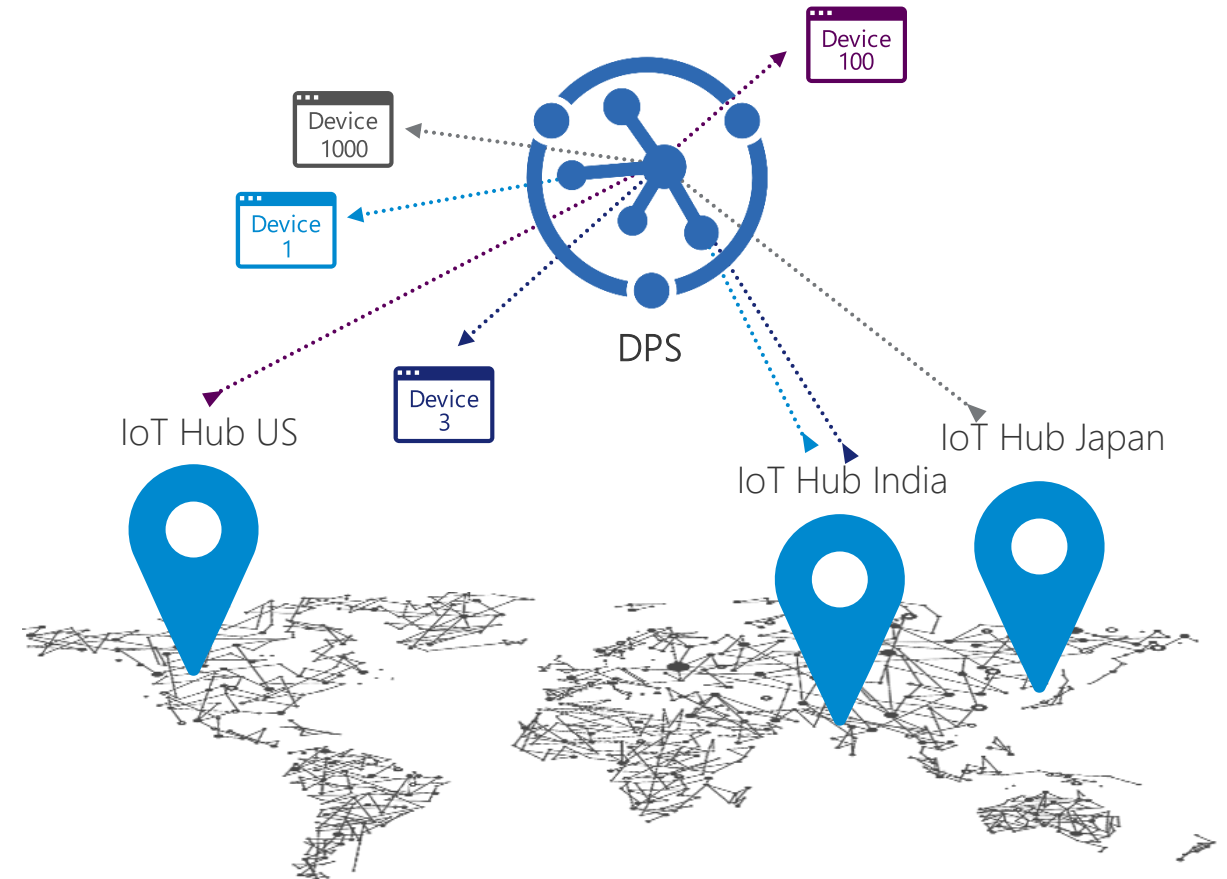 Device
100
Device
1000
Device
1
DPS
Device
3
IoT Hub US
IoT Hub Japan
IoT Hub India